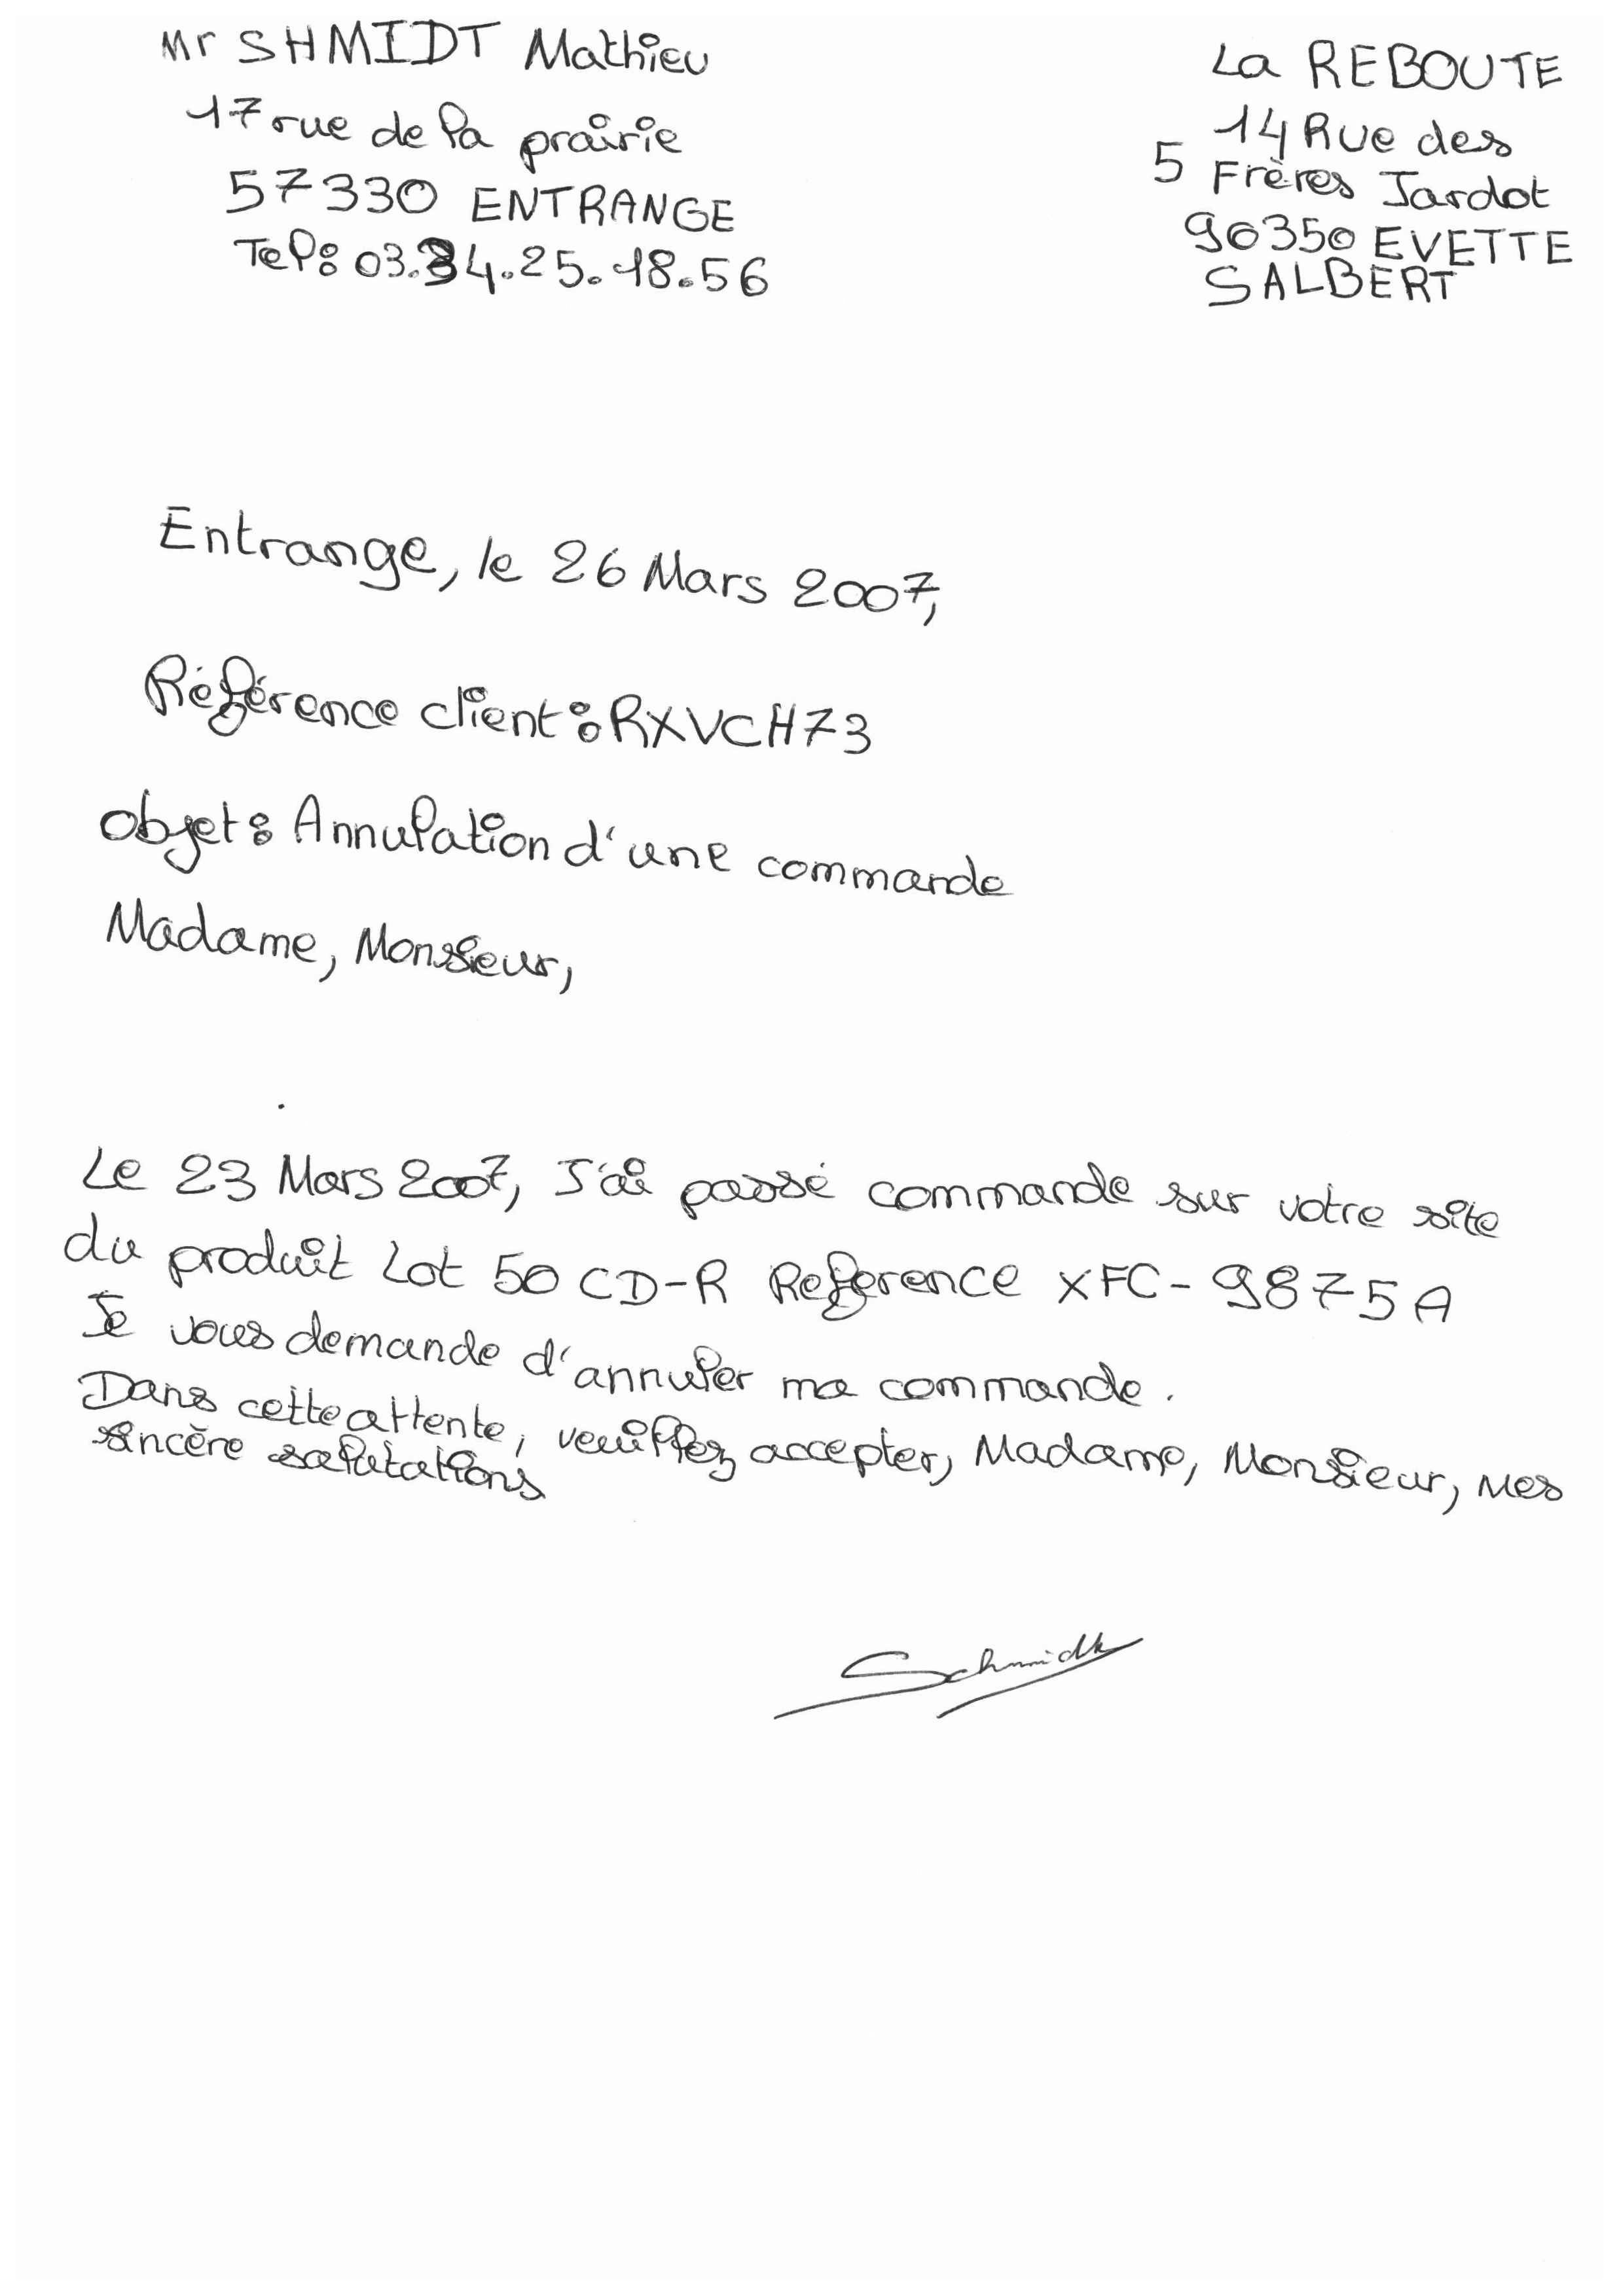 Mr SHMIDT Mathieu
17 rue de la prairie
57330 ENTRANGE
Tel: 03.34.25.18.56
La REBOUTE
14 Rue des
5 Frères Jardot
90350 EVETTE
SALBERT
Entrange, le 26 Mars 2007,
Référence client: RXVCH73
Objet: Annulation d'une commande
Madame, Monsieur,
Le 23 Mars 2007, J'ai passé commande sur votre site
du produit Lot 50 CD-R Reference XFC-9875A
Je vous demande d'annuler ma commande.
Dans cette attente, veuillez accepter, Madame, Monsieur, mes
sincère salutations
Schmidt